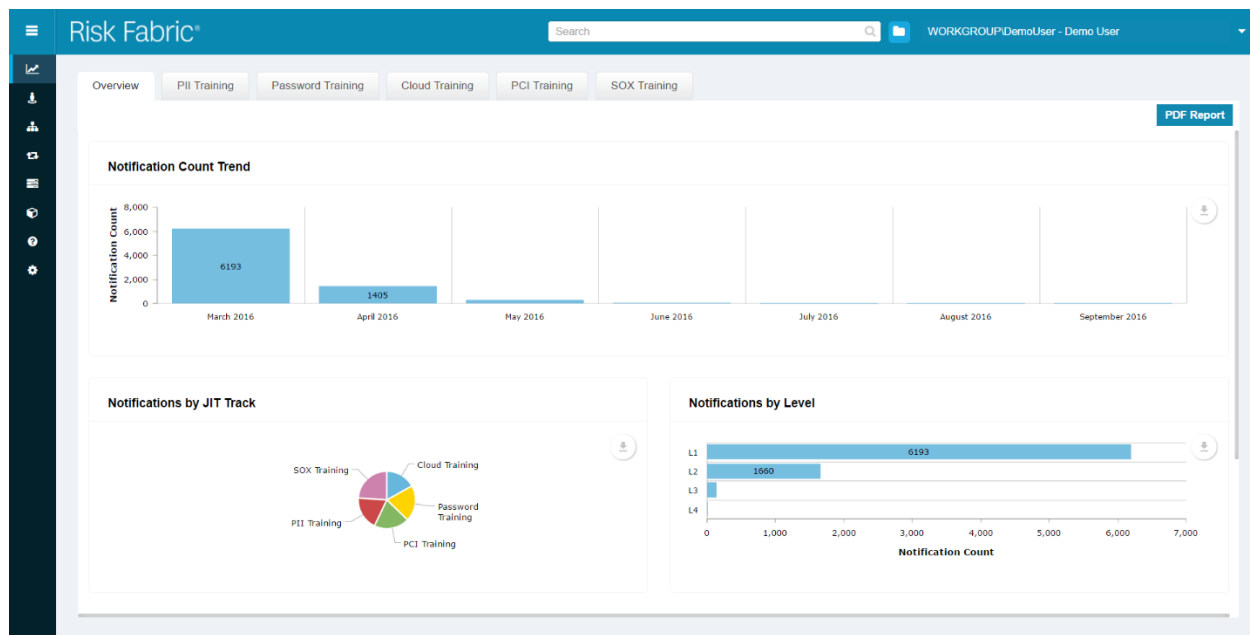 Risk Fabric®
Search
WORKGROUP\DemoUser - Demo User
Overview
PII Training
Password Training
Cloud Training
PCI Training
SOX Training
PDF Report
Notification Count Trend
Notification Count
8,000
6,000
4,000
2,000
0
6193
1405
March 2016
April 2016
May 2016
June 2016
July 2016
August 2016
September 2016
Notifications by JIT Track
SOX Training
Cloud Training
Password
Training
PII Training
PCI Training
Notifications by Level
L1
6193
L2
1660
L3
L4
0
1,000
2,000
3,000
4,000
5,000
6,000
7,000
Notification Count